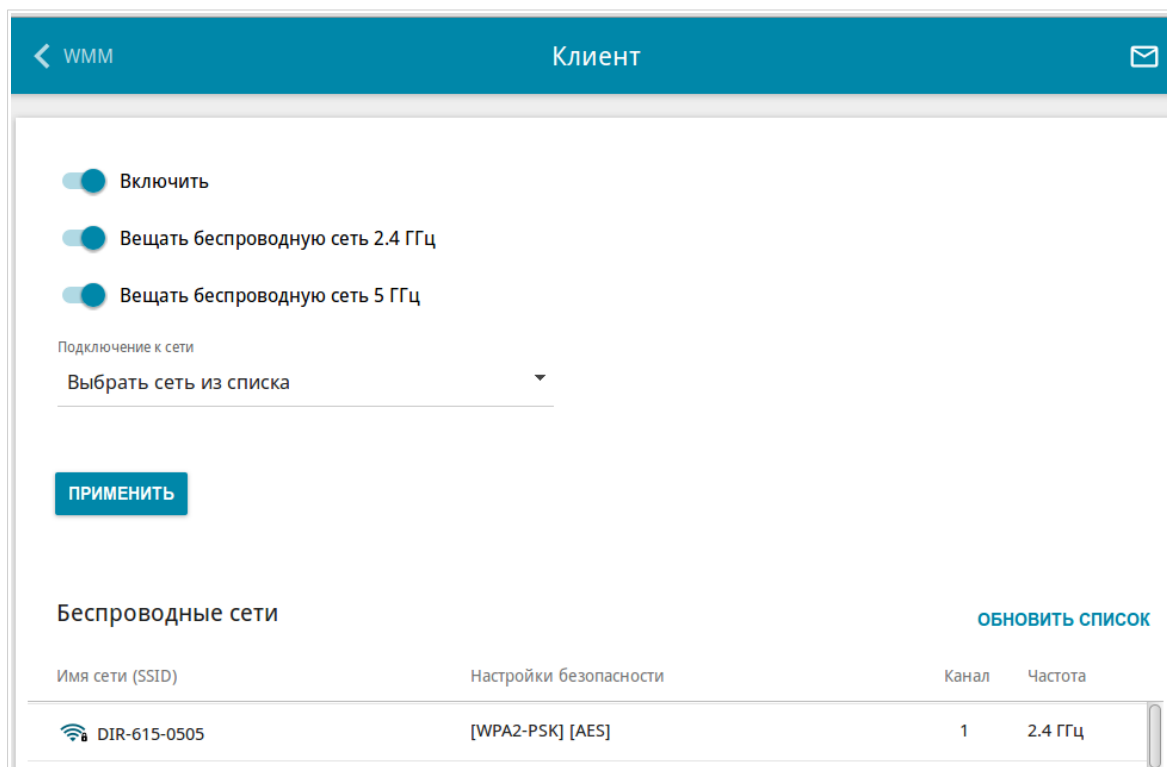 WMM Клиент
Включить
Вещать беспроводную сеть 2.4 ГГц
Вещать беспроводную сеть 5 ГГц
Подключение к сети
Выбрать сеть из списка
ПРИМЕНИТЬ
Беспроводные сети
ОБНОВИТЬ СПИСОК
Имя сети (SSID) Настройки безопасности Канал Частота
DIR-615-0505 [WPA2-PSK] [AES] 1 2.4 ГГц